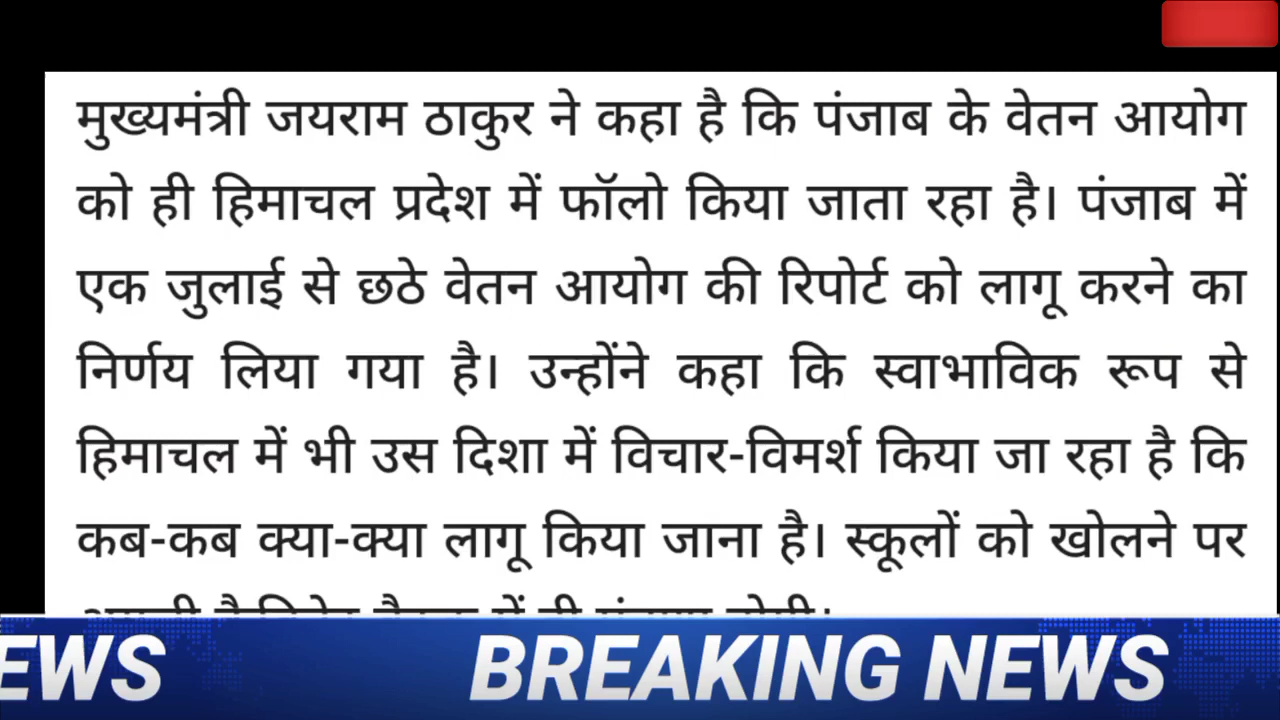 मुख्यमंत्री जयराम ठाकुर ने कहा है कि पंजाब के वेतन आयोग
को ही हिमाचल प्रदेश में फॉलो किया जाता रहा है। पंजाब में
एक जुलाई से छठे वेतन आयोग की रिपोर्ट को लागू करने का
निर्णय लिया गया है। उन्होंने कहा कि स्वाभाविक रूप से
हिमाचल में भी उस दिशा में विचार-विमर्श किया जा रहा है कि
कब-कब क्या-क्या लागू किया जाना है। स्कूलों को खोलने पर
EWS BREAKING NEWS